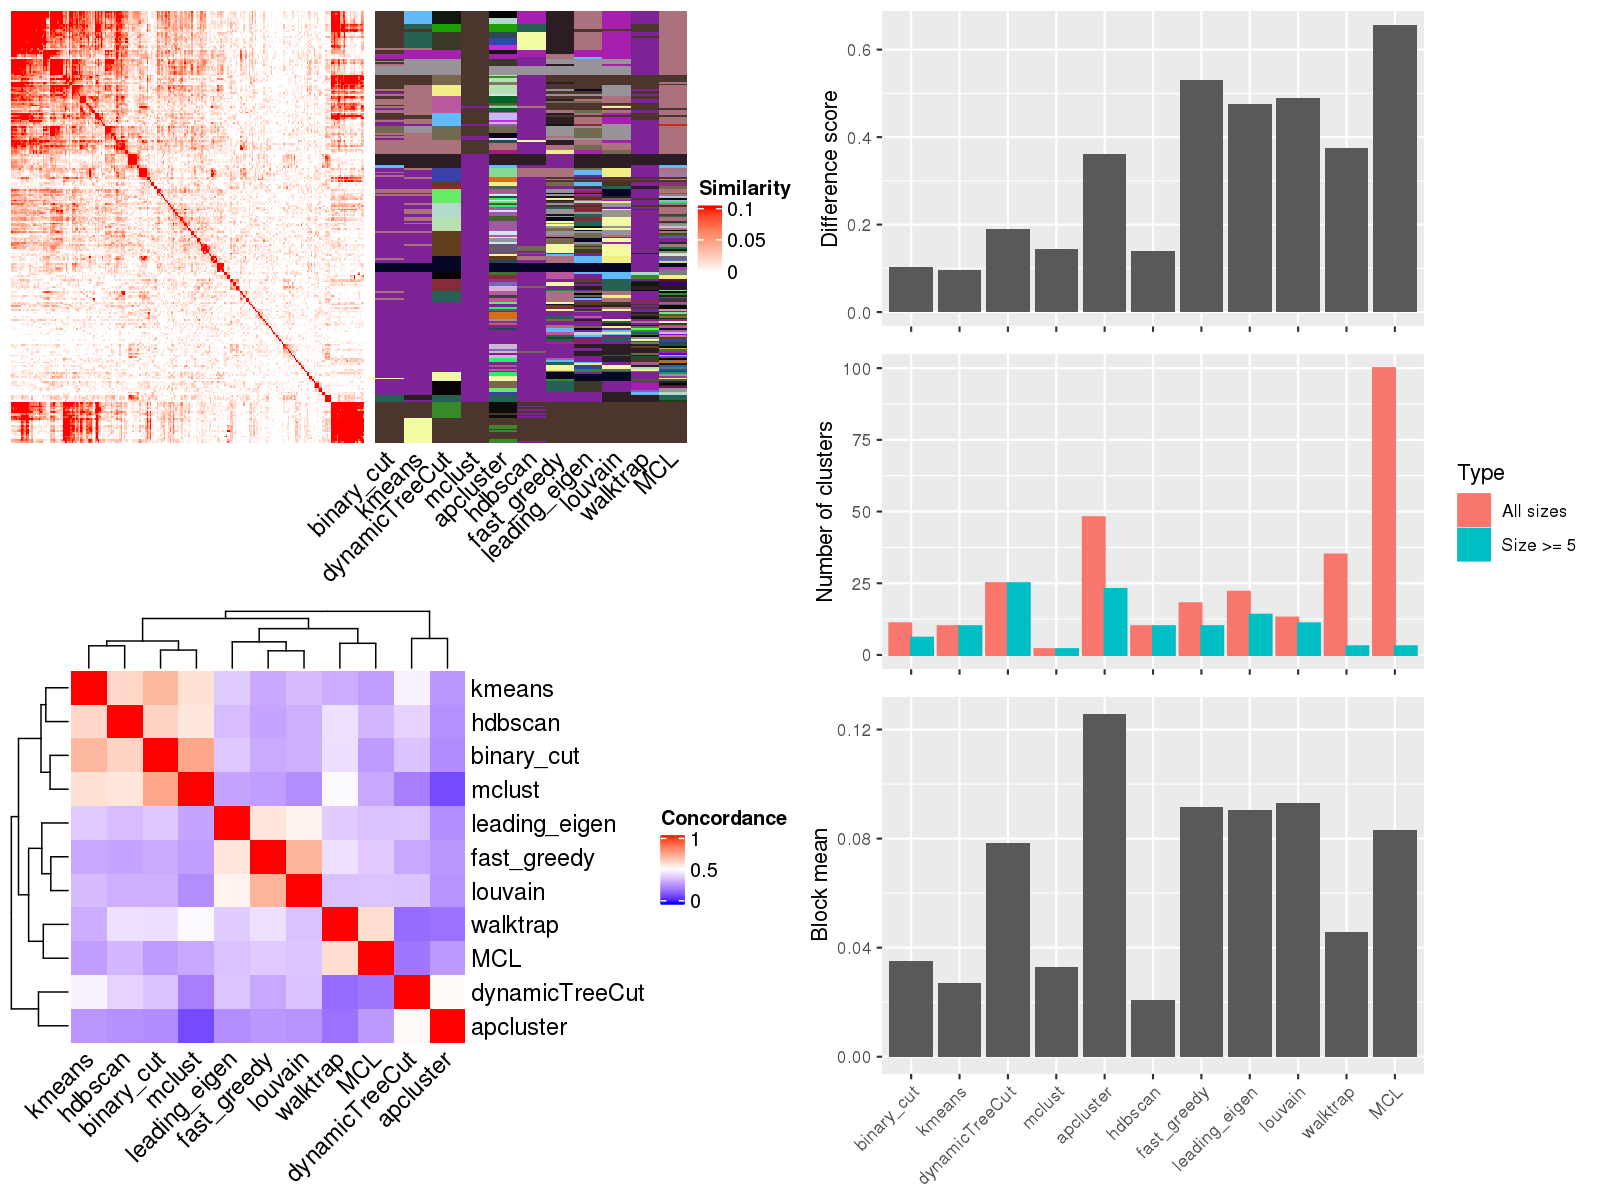 Similarity
0.1
0.05
0
binary_cut
kmeans
dynamicTreeCut
mclust
apcluster
hdbscan
fast_greedy
leading_eigen
louvain
walktrap
MCL
kmeans
hdbscan
binary_cut
mclust
leading_eigen
fast_greedy
louvain
walktrap
MCL
dynamicTreeCut
apcluster
Concordance
1
0.5
0
kmeans
hdbscan
binary_cut
mclust
leading_eigen
fast_greedy
louvain
walktrap
MCL
dynamicTreeCut
apcluster
Difference score
0.6
0.4
0.2
0.0
Number of clusters
100
75
50
25
0
Type
All sizes
Size >= 5
Block mean
0.12
0.08
0.04
0.00
binary_cut
kmeans
dynamicTreeCut
mclust
apcluster
hdbscan
fast_greedy
leading_eigen
louvain
walktrap
MCL